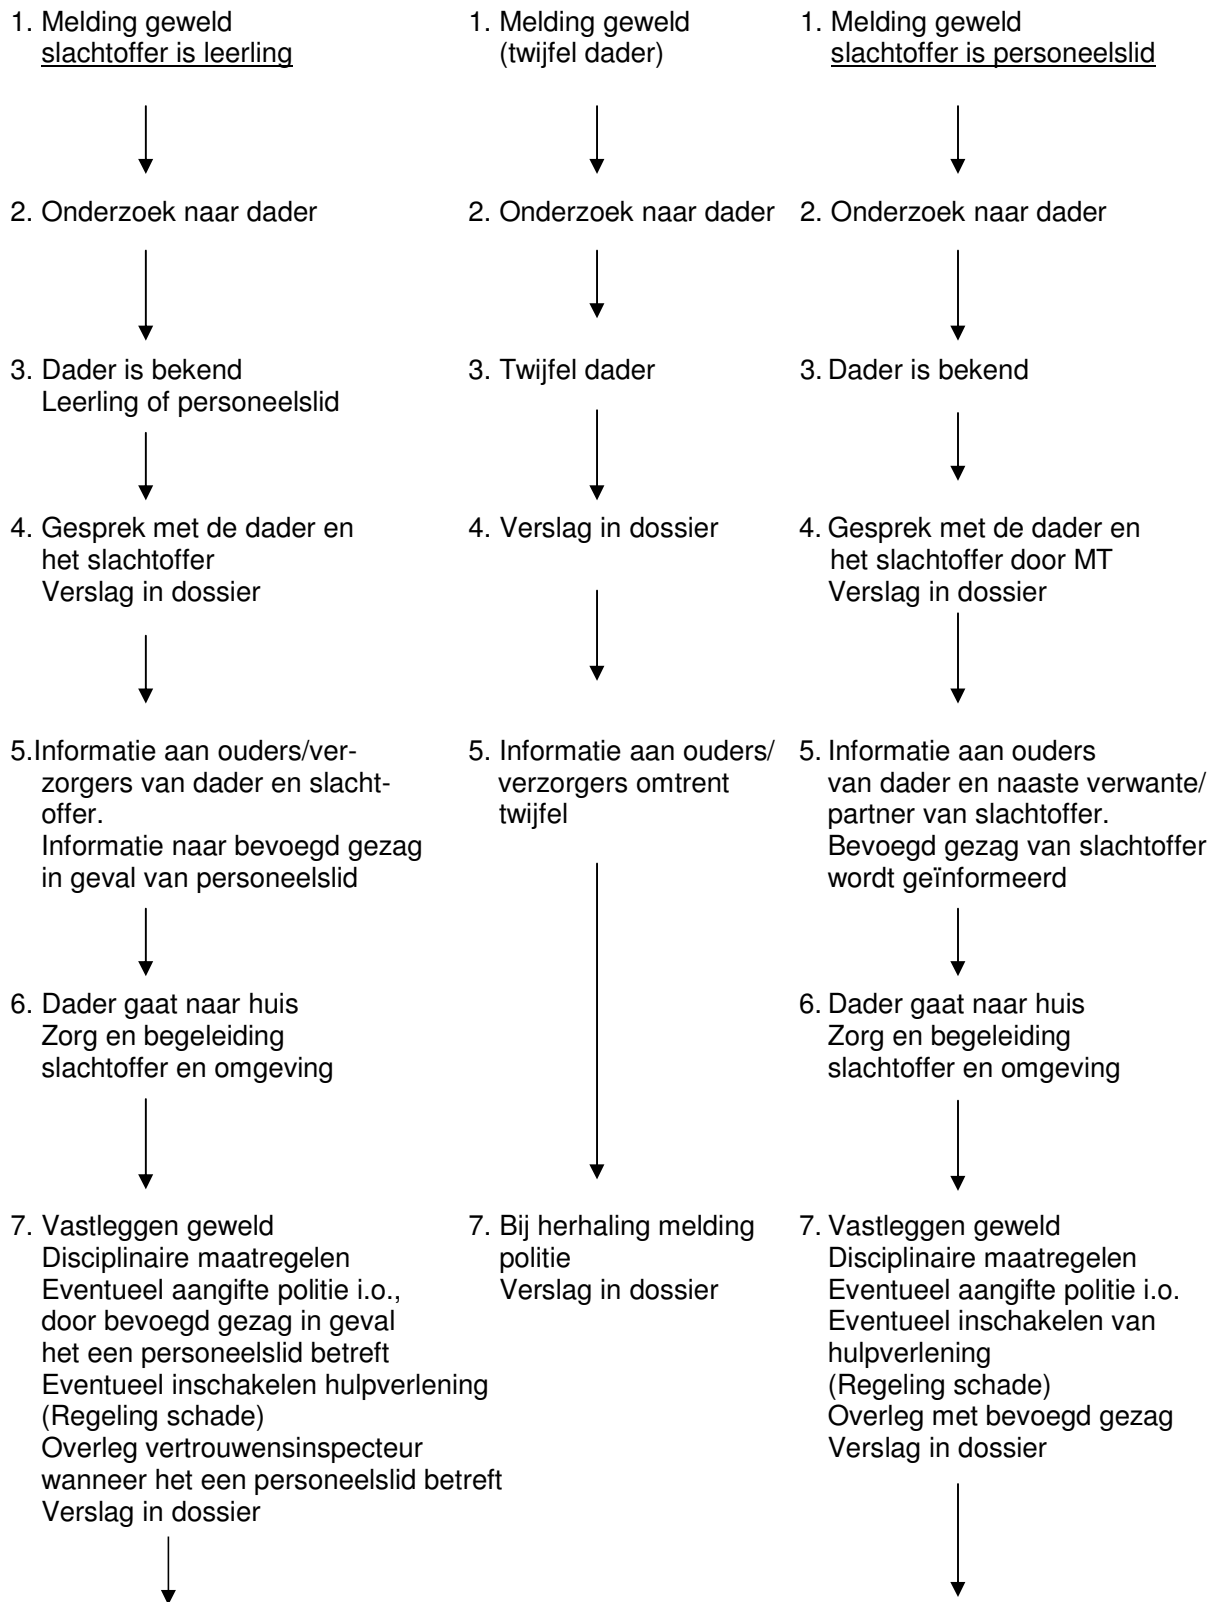 1. Melding geweld
slachtoffer is leerling
2. Onderzoek naar dader
3. Dader is bekend
Leerling of personeelslid
4. Gesprek met de dader en
het slachtoffer
Verslag in dossier
5.Informatie aan ouders/ver-
zorgers van dader en slacht-
offer.
Informatie naar bevoegd gezag
in geval van personeelslid
6. Dader gaat naar huis
Zorg en begeleiding
slachtoffer en omgeving
7. Vastleggen geweld
Disciplinaire maatregelen
Eventueel aangifte politie i.o.,
door bevoegd gezag in geval
het een personeelslid betreft
Eventueel inschakelen hulpverlening
(Regeling schade)
Overleg vertrouwensinspecteur
wanneer het een personeelslid betreft
Verslag in dossier
1. Melding geweld
(twijfel dader)
2. Onderzoek naar dader
3. Twijfel dader
4. Verslag in dossier
5. Informatie aan ouders/
verzorgers omtrent
twijfel
7. Bij herhaling melding
politie
Verslag in dossier
1. Melding geweld
slachtoffer is personeelslid
2. Onderzoek naar dader
3. Dader is bekend
4. Gesprek met de dader en
het slachtoffer door MT
Verslag in dossier
5. Informatie aan ouders
van dader en naaste verwante/
partner van slachtoffer.
Bevoegd gezag van slachtoffer
wordt geïnformeerd
6. Dader gaat naar huis
Zorg en begeleiding
slachtoffer en omgeving
7. Vastleggen geweld
Disciplinaire maatregelen
Eventueel aangifte politie i.o.
Eventueel inschakelen van
hulpverlening
(Regeling schade)
Overleg met bevoegd gezag
Verslag in dossier